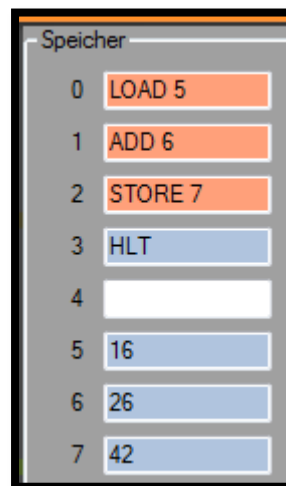 Speicher
0 LOAD 5
1 ADD 6
2 STORE 7
3 HLT
4
5 16
6 26
7 42